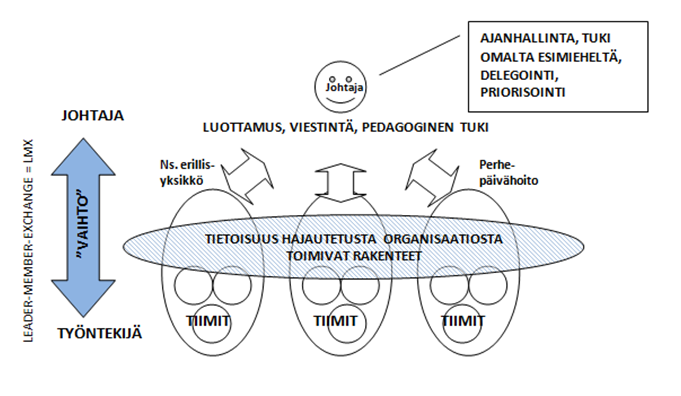 AJANHALLINTA, TUKI
OMALTA ESIMIEHELTÄ,
DELEGOINTI,
PRIORISOINTI
Johtaja
JOHTAJA
LUOTTAMUS, VIESTINTÄ, PEDAGOGINEN TUKI
Ns. erillis-
yksikkö
Perhe-
päivähoito
LEADER-MEMBER-EXCHANGE = LMX
”VAIHTO”
TIETOISUUS HAJAUTETUSTA ORGANISAATIOSTA
TOIMIVAT RAKENTEET
TIIMIT
TIIMIT
TIIMIT
TYÖNTEKIJÄ